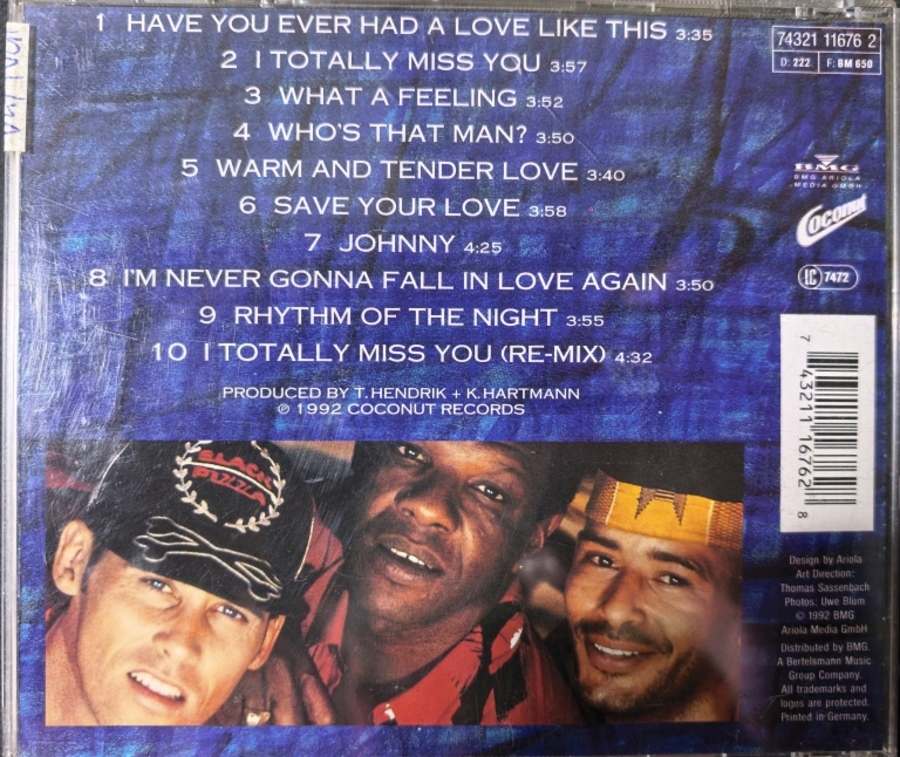 1 HAVE YOU EVER HAD A LOVE LIKE THIS 3:35
2 I TOTALLY MISS YOU 3:57
3 WHAT A FEELING 3:52
4 WHO'S THAT MAN? 3:50
5 WARM AND TENDER LOVE 3:40
6 SAVE YOUR LOVE 3:58
7 JOHNNY 4:25
8 I'M NEVER GONNA FALL IN LOVE AGAIN 3:50
9 RHYTHM OF THE NIGHT 3:55
10 I TOTALLY MISS YOU (RE-MIX) 4:32
PRODUCED BY T. HENDRIK + K. HARTMANN
℗ 1992 COCONUT RECORDS
74321 11676 2
D: 222 F: BM 650
BMG
BMG ARIOLA
MEDIA GMBH
COCONUT
LC 7472
7 43211 16762 8
BLACK
PIZZA
Design by Ariola
Art Direction:
Thomas Sassenbach
Photos: Uwe Blüm
© 1992 BMG
Ariola Media GmbH
Distributed by BMG.
A Bertelsmann Music
Group Company.
All trademarks and
logos are protected.
Printed in Germany.